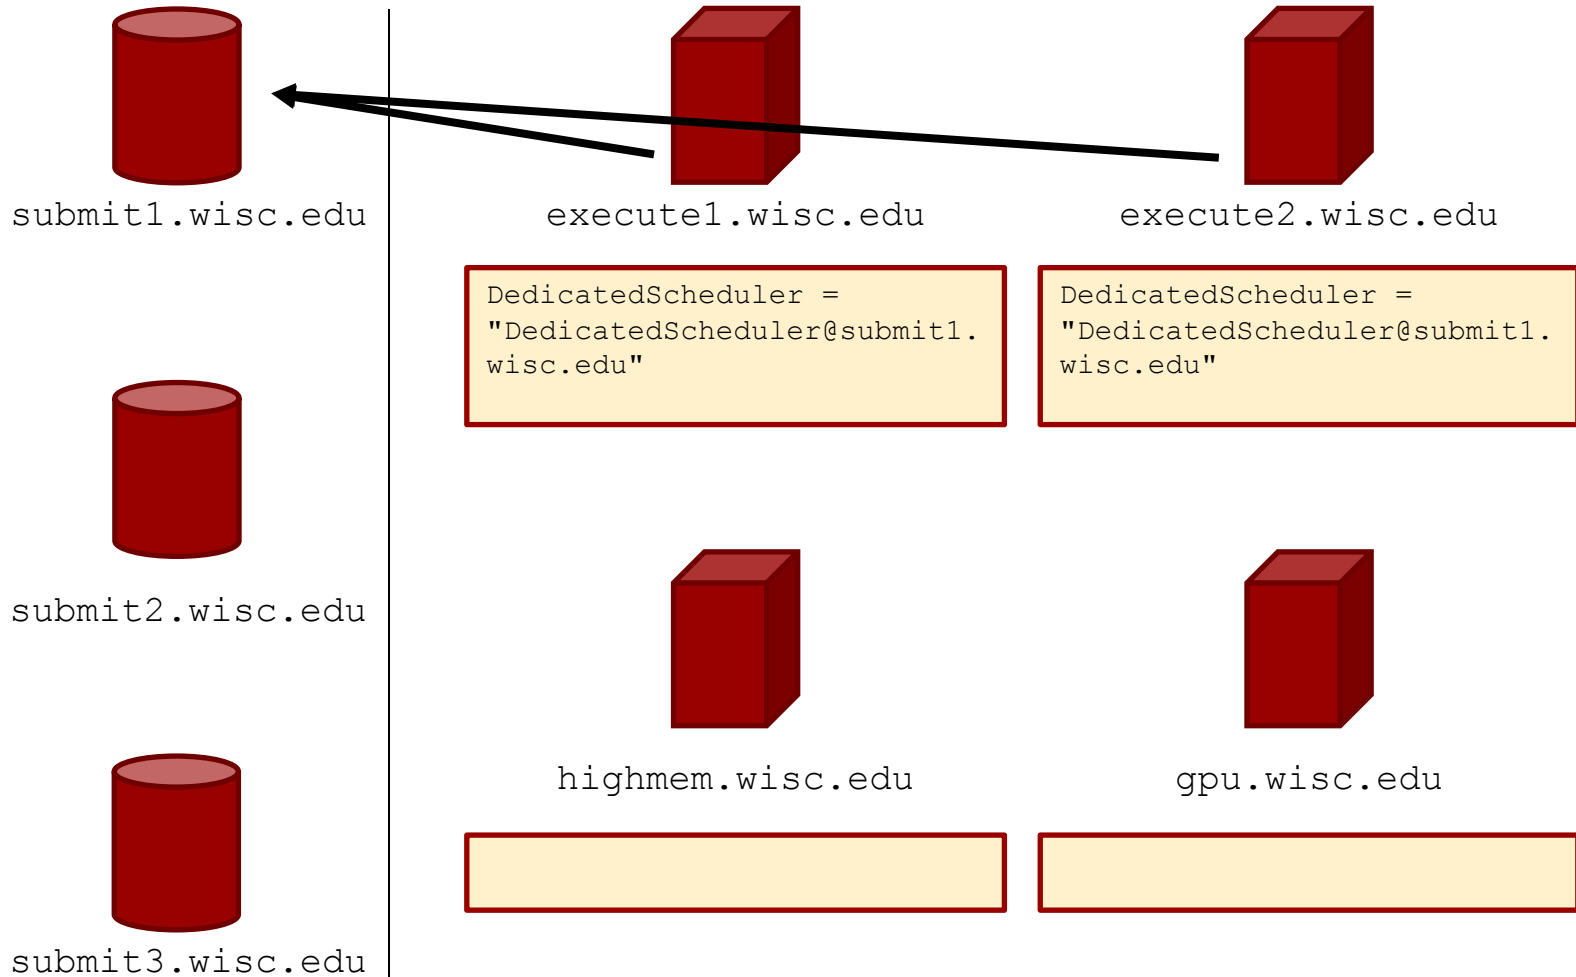 submit1.wisc.edu
execute1.wisc.edu
execute2.wisc.edu
DedicatedScheduler =
"DedicatedScheduler@submit1.
wisc.edu"
DedicatedScheduler =
"DedicatedScheduler@submit1.
wisc.edu"
submit2.wisc.edu
highmem.wisc.edu
gpu.wisc.edu
submit3.wisc.edu